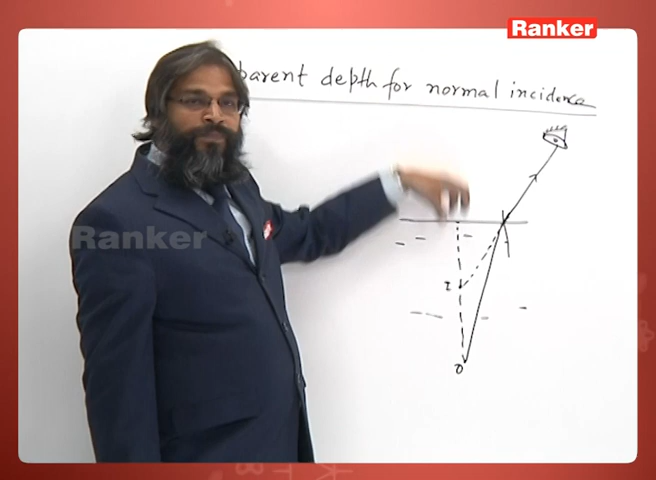 Ranker
parent depth for normal incidence
Ranker
I
O